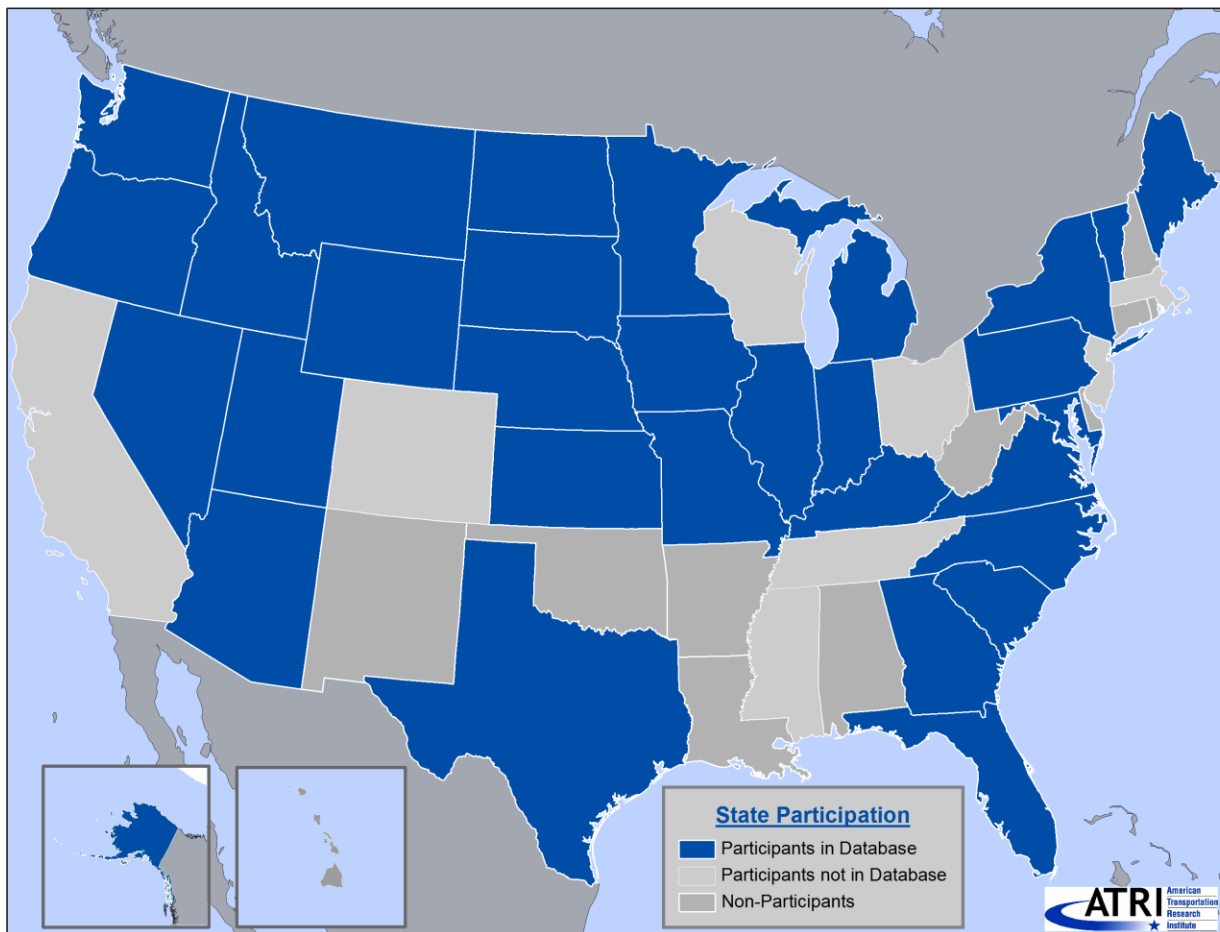 State Participation
Participants in Database
Participants not in Database
Non-Participants
ATRI
American
Transportation
Research
Institute